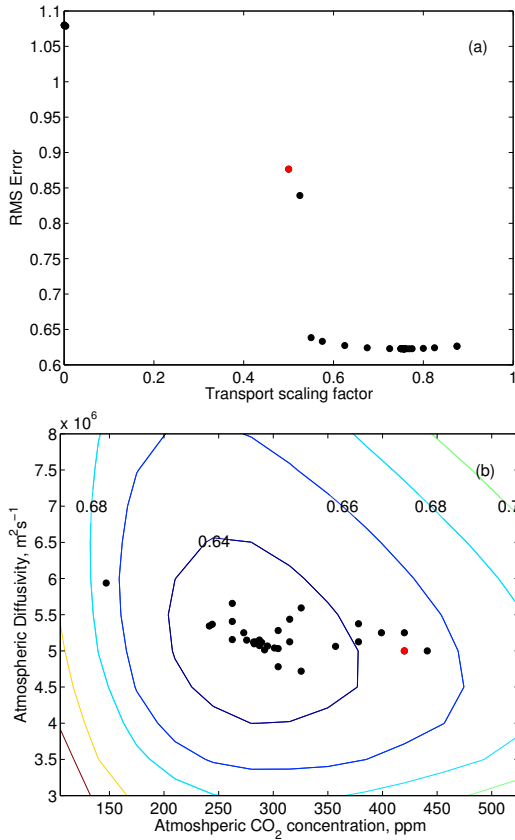 1.1
1.05
1
0.95
0.9
0.85
0.8
0.75
0.7
0.65
0.6
RMS Error
(a)
0 0.2 0.4 0.6 0.8 1
Transport scaling factor
x 10^6
8
7.5
7
6.5
6
5.5
5
4.5
4
3.5
3
Atmospheric Diffusivity, m²s⁻¹
(b)
0.68 0.66 0.68 0.7
0.64
150 200 250 300 350 400 450 500
Atmoshperic CO₂ concentration, ppm